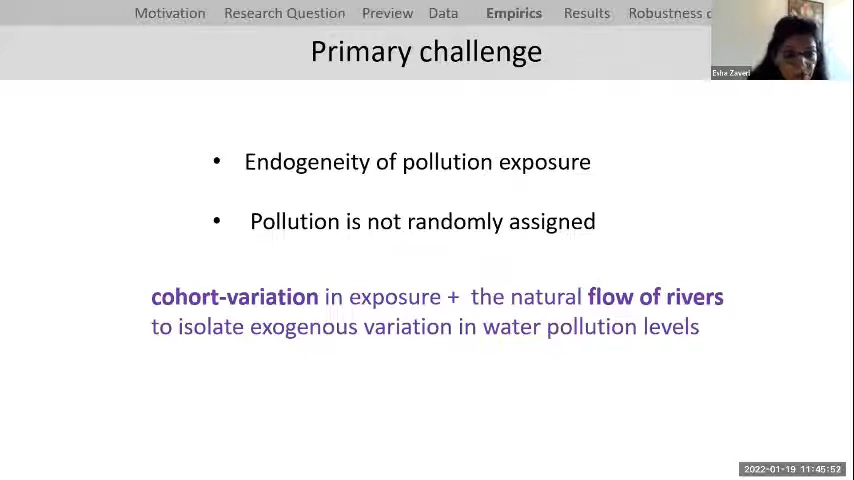 Motivation Research Question Preview Data Empirics Results Robustness
Primary challenge
Esha Zaveri
• Endogeneity of pollution exposure
• Pollution is not randomly assigned
cohort-variation in exposure + the natural flow of rivers
to isolate exogenous variation in water pollution levels
2022-01-19 11:45:52